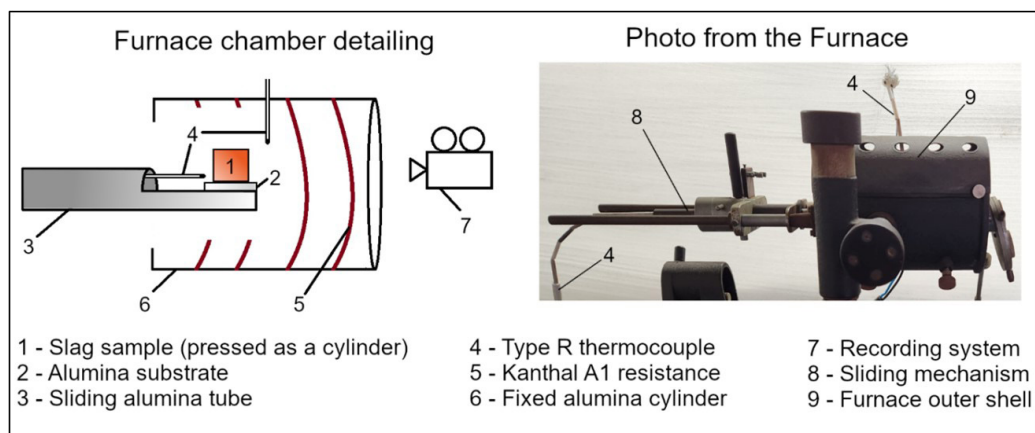 Furnace chamber detailing
4
1
2
3
6
5
7
Photo from the Furnace
8
4
9
4
1 - Slag sample (pressed as a cylinder)
2 - Alumina substrate
3 - Sliding alumina tube
4 - Type R thermocouple
5 - Kanthal A1 resistance
6 - Fixed alumina cylinder
7 - Recording system
8 - Sliding mechanism
9 - Furnace outer shell